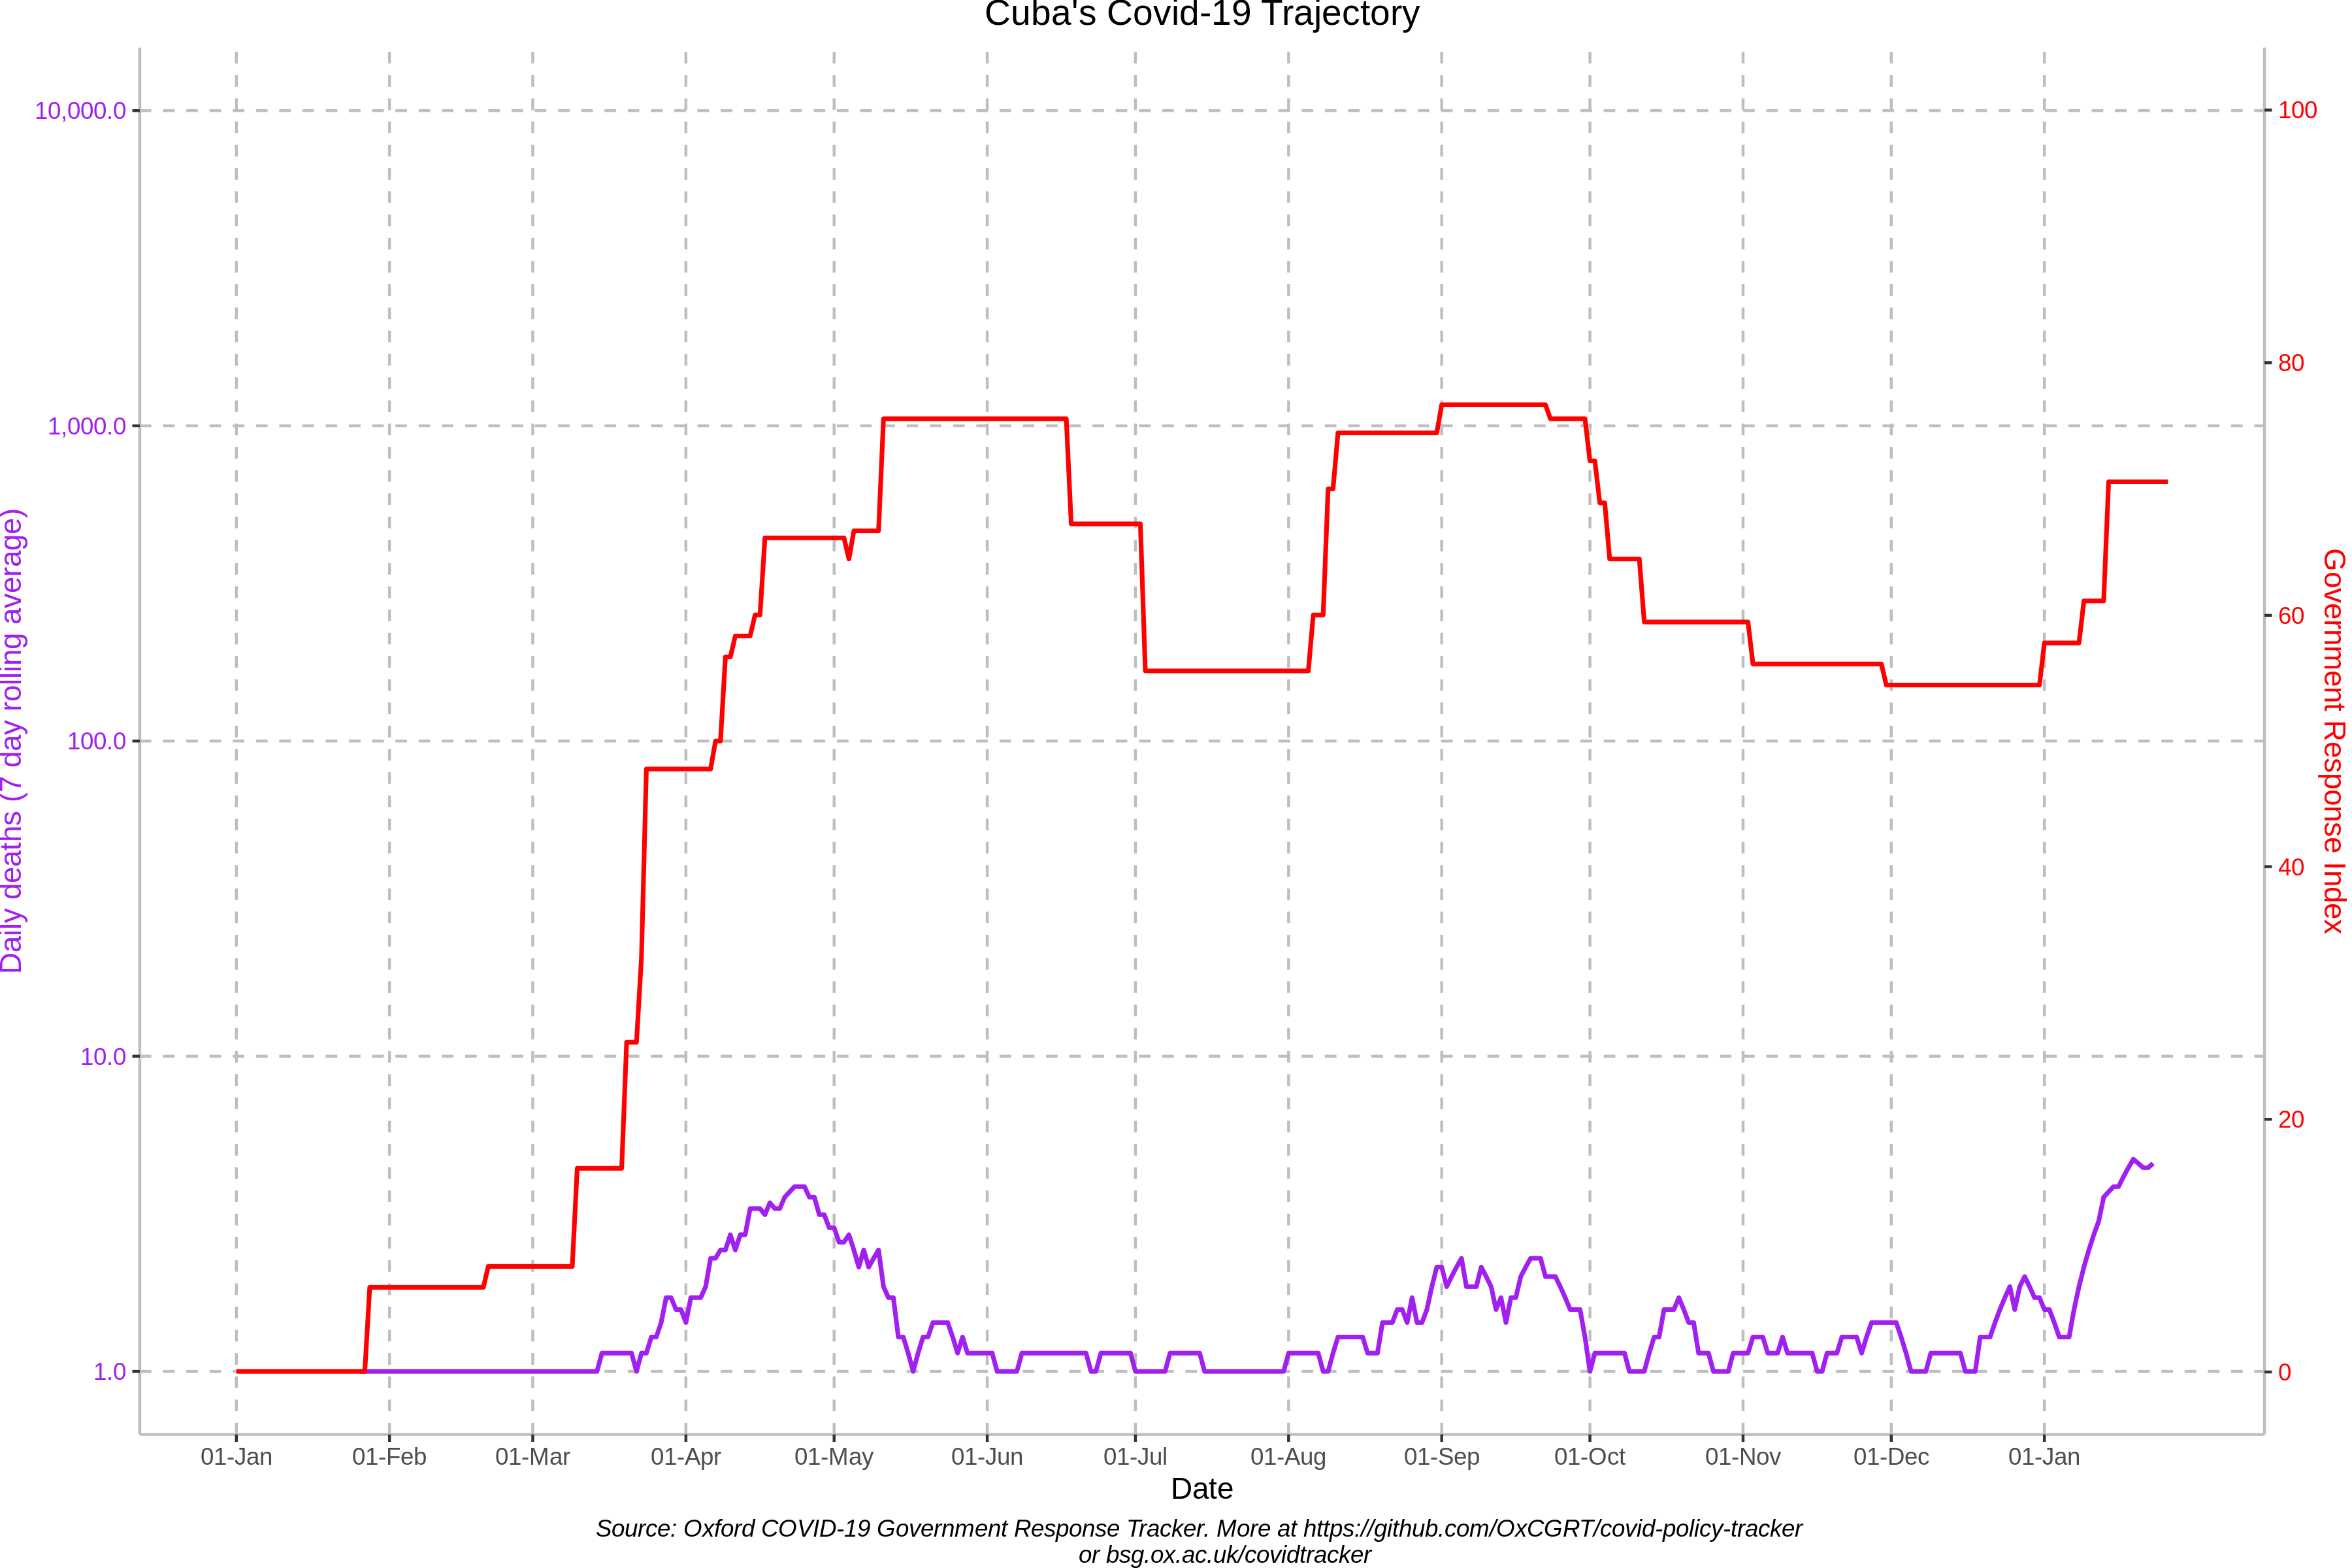 Cuba's Covid-19 Trajectory
10,000.0
1,000.0
100.0
10.0
1.0
Daily deaths (7 day rolling average)
100
80
60
40
20
0
Government Response Index
01-Jan
01-Feb
01-Mar
01-Apr
01-May
01-Jun
01-Jul
01-Aug
01-Sep
01-Oct
01-Nov
01-Dec
01-Jan
Date
Source: Oxford COVID-19 Government Response Tracker. More at https://github.com/OxCGRT/covid-policy-tracker
or bsg.ox.ac.uk/covidtracker